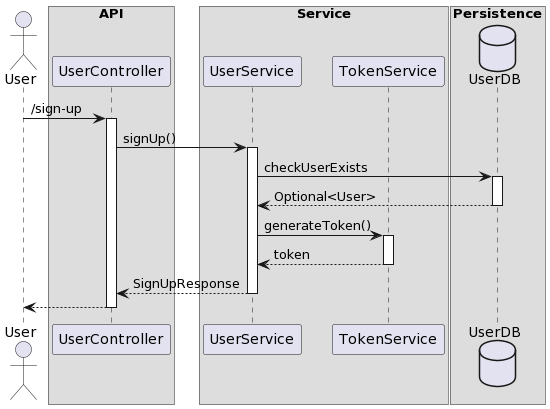 API
Service
Persistence
User
UserController
UserService
TokenService
UserDB
/sign-up
signUp()
checkUserExists
Optional<User>
generateToken()
token
SignUpResponse
User
UserController
UserService
TokenService
UserDB